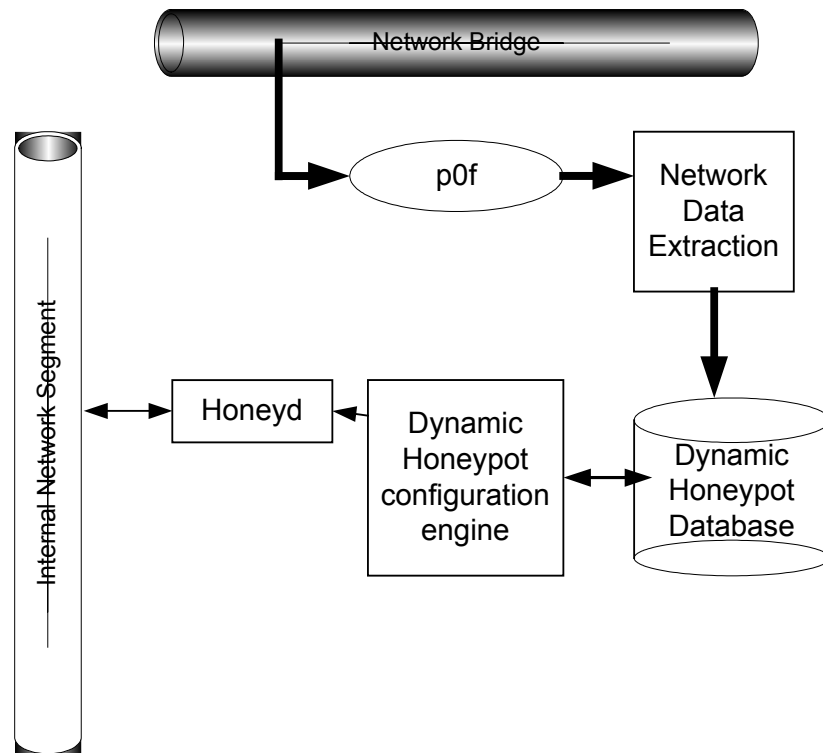 Network Bridge
p0f
Network
Data
Extraction
Internal Network Segment
Honeyd
Dynamic
Honeypot
configuration
engine
Dynamic
Honeypot
Database